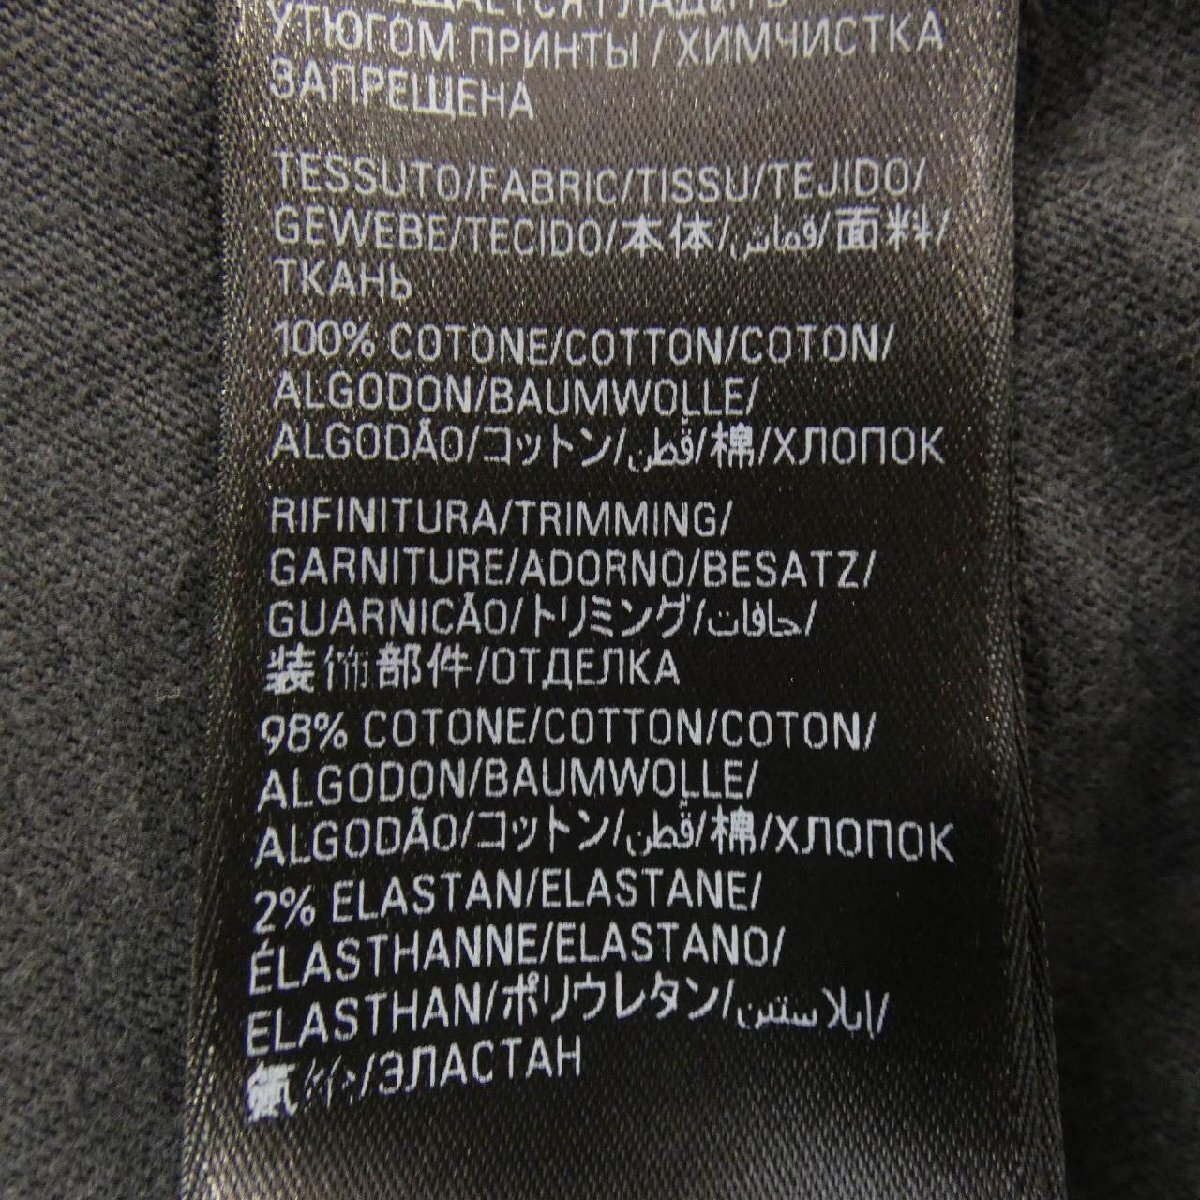 ГЛАДИТЬ
УТЮГОМ ПРИНТЫ / ХИМЧИСТКА
ЗАПРЕЩЕНА
TESSUTO/FABRIC/TISSU/TEJIDO/
GEWEBE/TECIDO/本体/قماش/面料/
ТКАНЬ
100% COTONE/COTTON/COTON/
ALGODON/BAUMWOLLE/
ALGODÃO/コットン/قطن/棉/ХЛОПОК
RIFINITURA/TRIMMING/
GARNITURE/ADORNO/BESATZ/
GUARNICÃO/トリミング/حافات/
装饰部件/ОТДЕЛКА
98% COTONE/COTTON/COTON/
ALGODON/BAUMWOLLE/
ALGODÃO/コットン/قطن/棉/ХЛОПОК
2% ELASTAN/ELASTANE/
ÉLASTHANNE/ELASTANO/
ELASTHAN/ポリウレタン/إيلاستين/
氨纶/ЭЛАСТАН